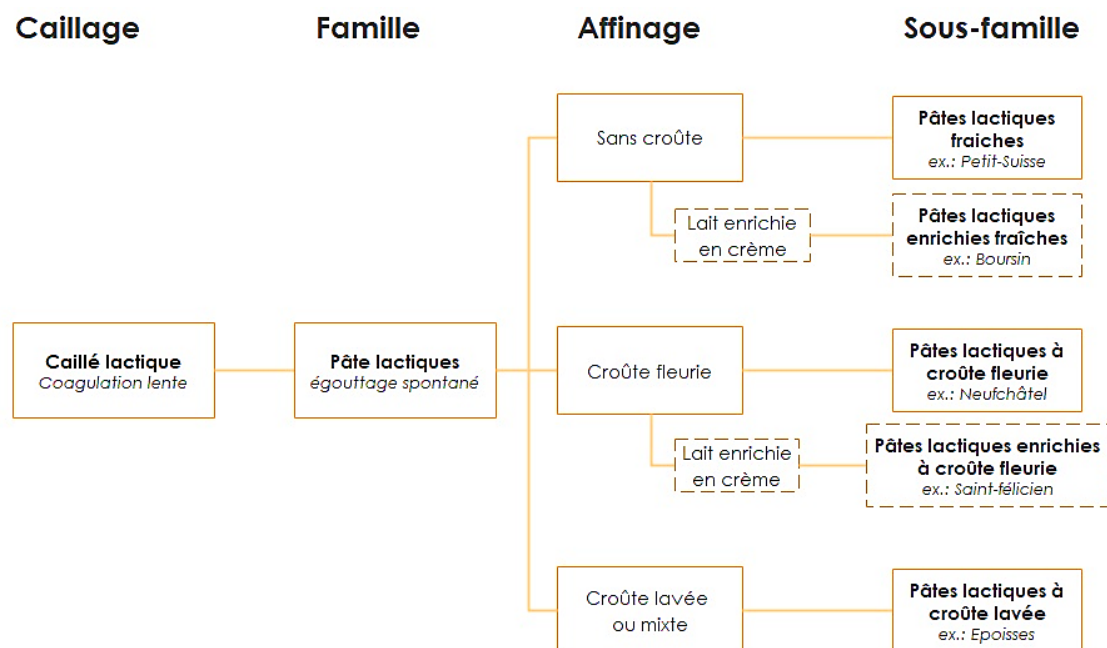 Caillage
Famille
Affinage
Sous-famille
Sans croûte
Pâtes lactiques
fraiches
ex.: Petit-Suisse
Lait enrichie
en crème
Pâtes lactiques
enrichies fraîches
ex.: Boursin
Caillé lactique
Coagulation lente
Pâte lactiques
égouttage spontané
Croûte fleurie
Pâtes lactiques à
croûte fleurie
ex.: Neufchâtel
Lait enrichie
en crème
Pâtes lactiques enrichies
à croûte fleurie
ex.: Saint-félicien
Croûte lavée
ou mixte
Pâtes lactiques à
croûte lavée
ex.: Epoisses